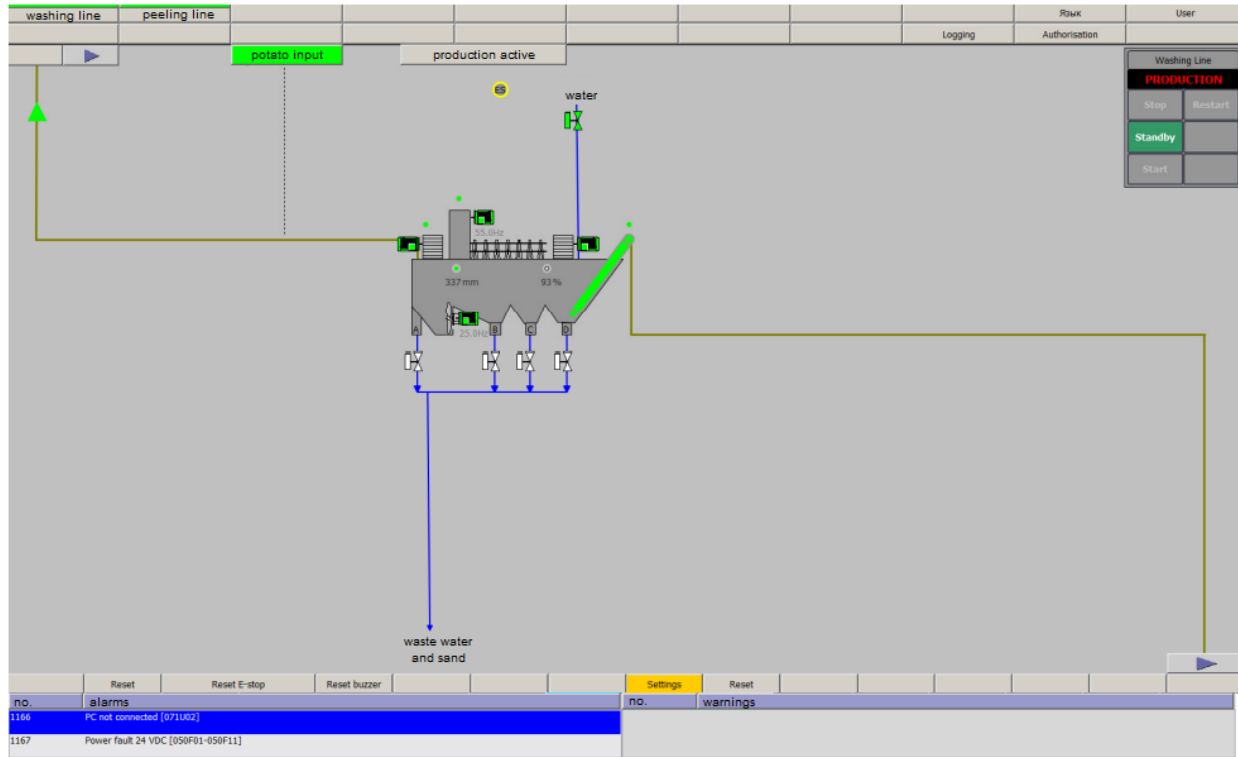 washing line peeling line Язык User
Logging Authorisation
potato input production active
Washing Line
PRODUCTION
Stop Restart
Standby
Start
ES
water
55.0Hz
337 mm 93 %
25.0Hz
A B C D
waste water
and sand
Reset Reset E-stop Reset buzzer Settings Reset
no. alarms no. warnings
1166 PC not connected [071U02]
1167 Power fault 24 VDC [050F01-050F11]